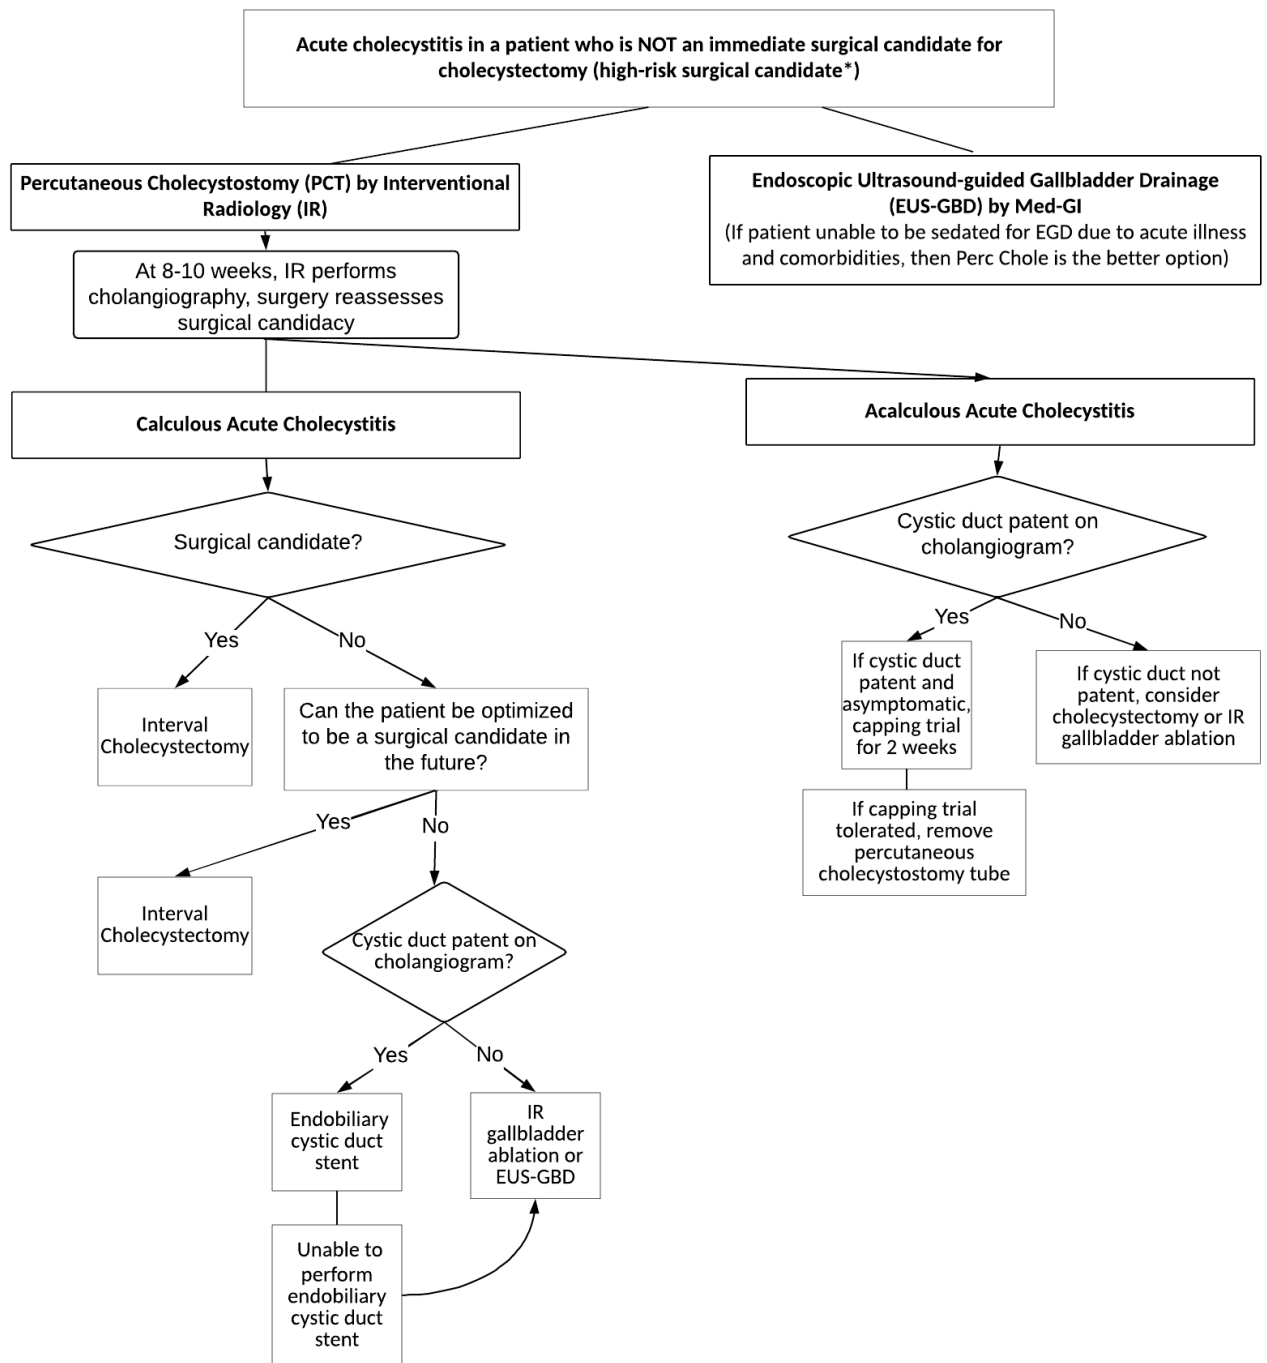 Acute cholecystitis in a patient who is NOT an immediate surgical candidate for
cholecystectomy (high-risk surgical candidate*)
Percutaneous Cholecystostomy (PCT) by Interventional
Radiology (IR)
Endoscopic Ultrasound-guided Gallbladder Drainage
(EUS-GBD) by Med-GI
(If patient unable to be sedated for EGD due to acute illness
and comorbidities, then Perc Chole is the better option)
At 8-10 weeks, IR performs
cholangiography, surgery reassesses
surgical candidacy
Calculous Acute Cholecystitis
Acalculous Acute Cholecystitis
Surgical candidate?
Cystic duct patent on
cholangiogram?
Yes
No
Yes
No
Interval
Cholecystectomy
Can the patient be optimized
to be a surgical candidate in
the future?
If cystic duct
patent and
asymptomatic,
capping trial
for 2 weeks
If cystic duct not
patent, consider
cholecystectomy or IR
gallbladder ablation
If capping trial
tolerated, remove
percutaneous
cholecystostomy tube
Yes
No
Interval
Cholecystectomy
Cystic duct patent on
cholangiogram?
Yes
No
Endobiliary
cystic duct
stent
IR
gallbladder
ablation or
EUS-GBD
Unable to
perform
endobiliary
cystic duct
stent